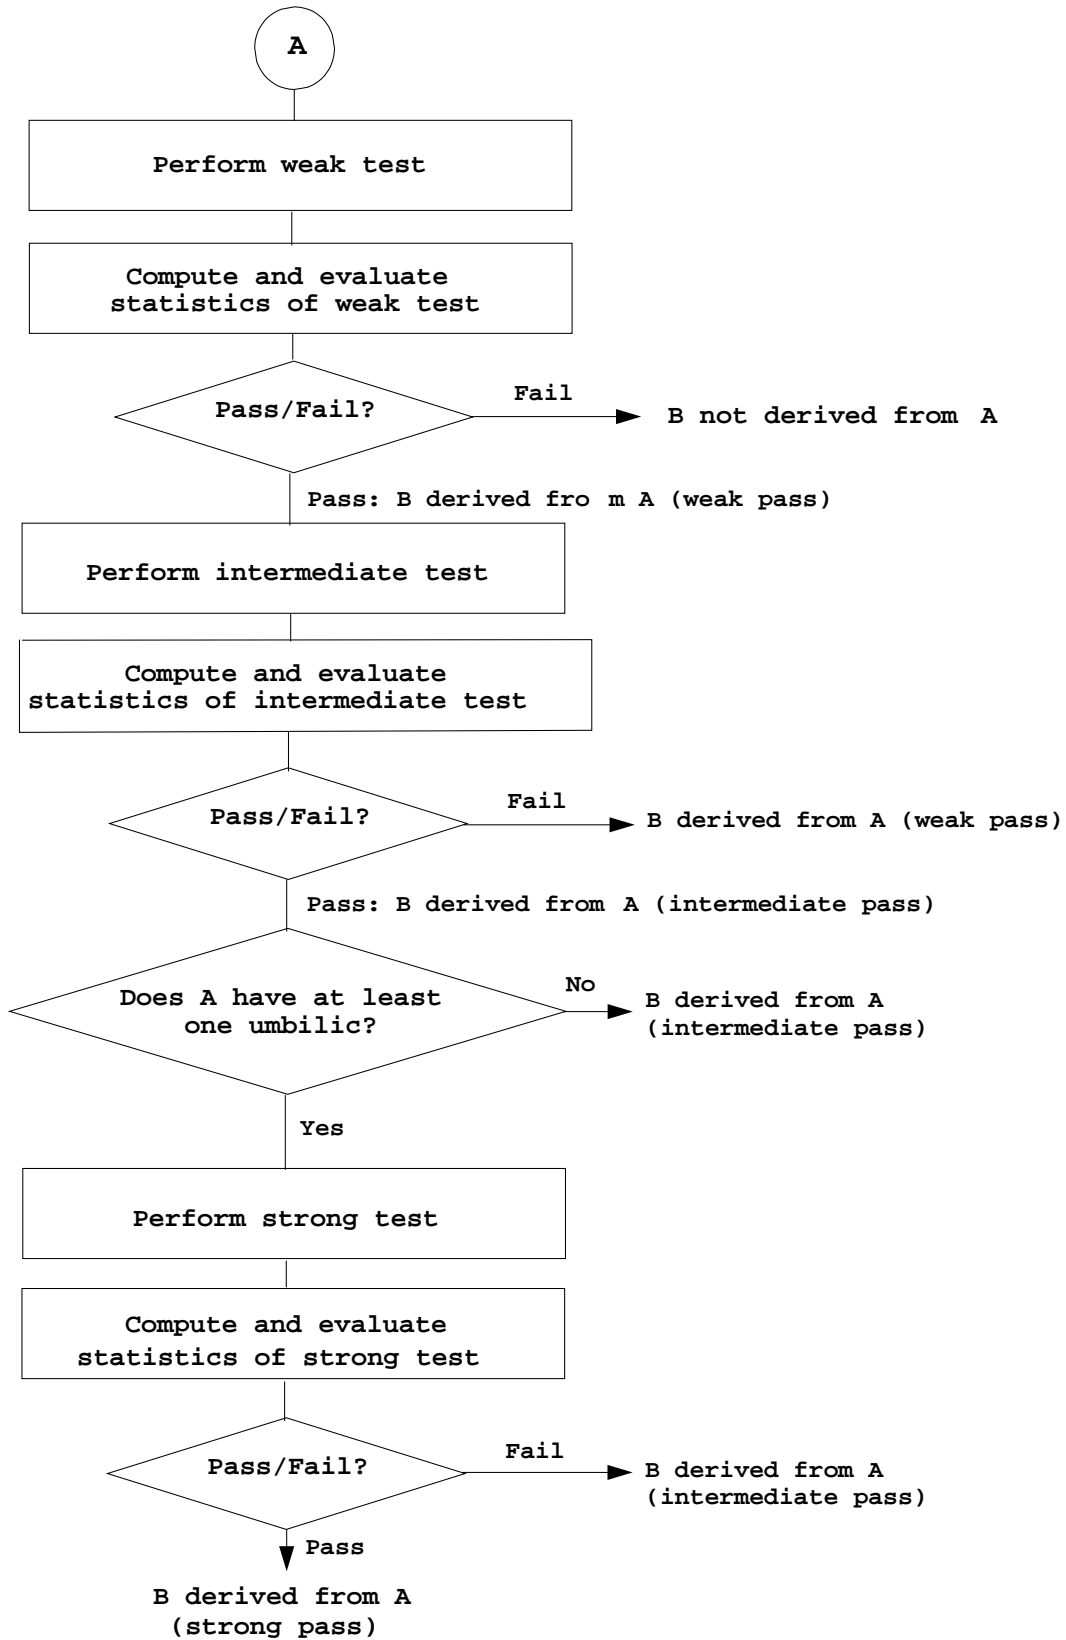 A
Perform weak test
Compute and evaluate
statistics of weak test
Pass/Fail?
Fail
B not derived from A
Pass: B derived fro m A (weak pass)
Perform intermediate test
Compute and evaluate
statistics of intermediate test
Pass/Fail?
Fail
B derived from A (weak pass)
Pass: B derived from A (intermediate pass)
Does A have at least
one umbilic?
No
B derived from A
(intermediate pass)
Yes
Perform strong test
Compute and evaluate
statistics of strong test
Pass/Fail?
Fail
B derived from A
(intermediate pass)
Pass
B derived from A
(strong pass)